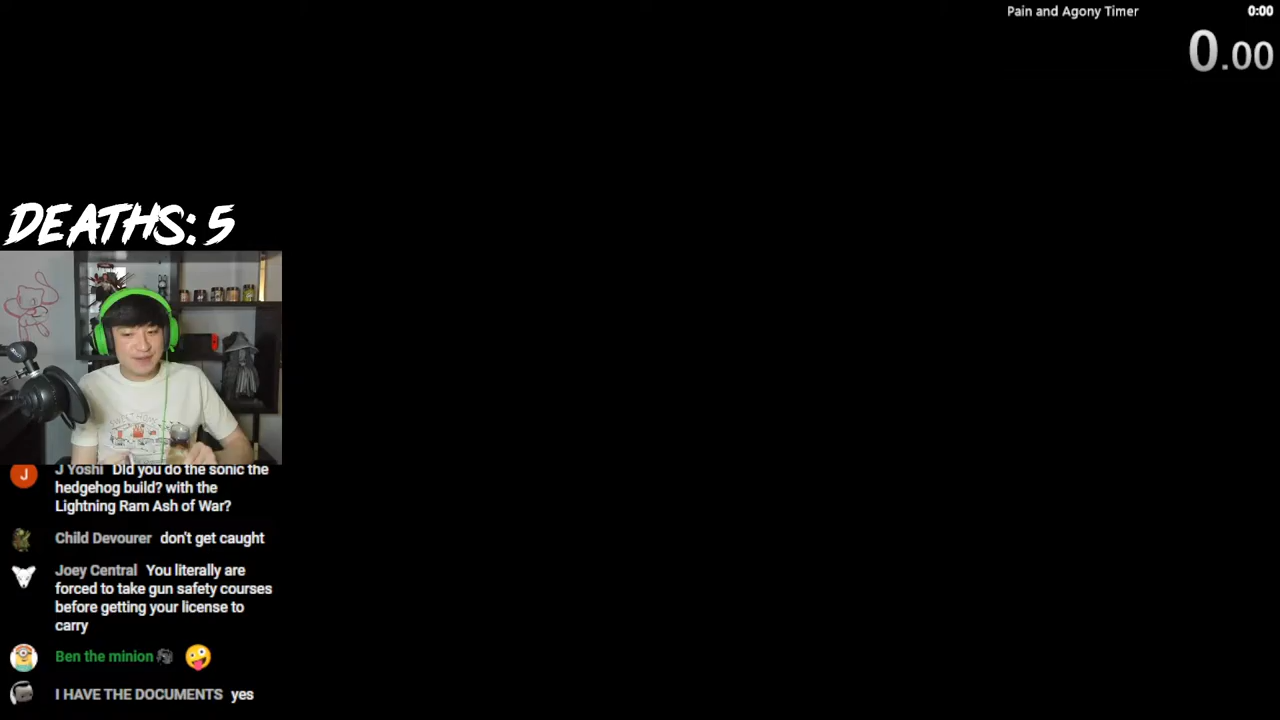 Pain and Agony Timer 0:00
0.00
DEATHS: 5
J Yoshi DId you do the sonic the
hedgehog build? with the
Lightning Ram Ash of War?
Child Devourer don't get caught
Joey Central You literally are
forced to take gun safety courses
before getting your license to
carry
Ben the minion
I HAVE THE DOCUMENTS yes